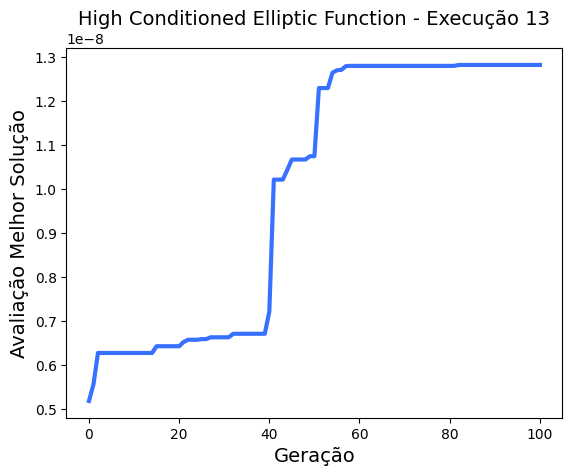 High Conditioned Elliptic Function - Execução 13
1e−8
1.3
1.2
1.1
1.0
0.9
0.8
0.7
0.6
0.5
Avaliação Melhor Solução
0 20 40 60 80 100
Geração